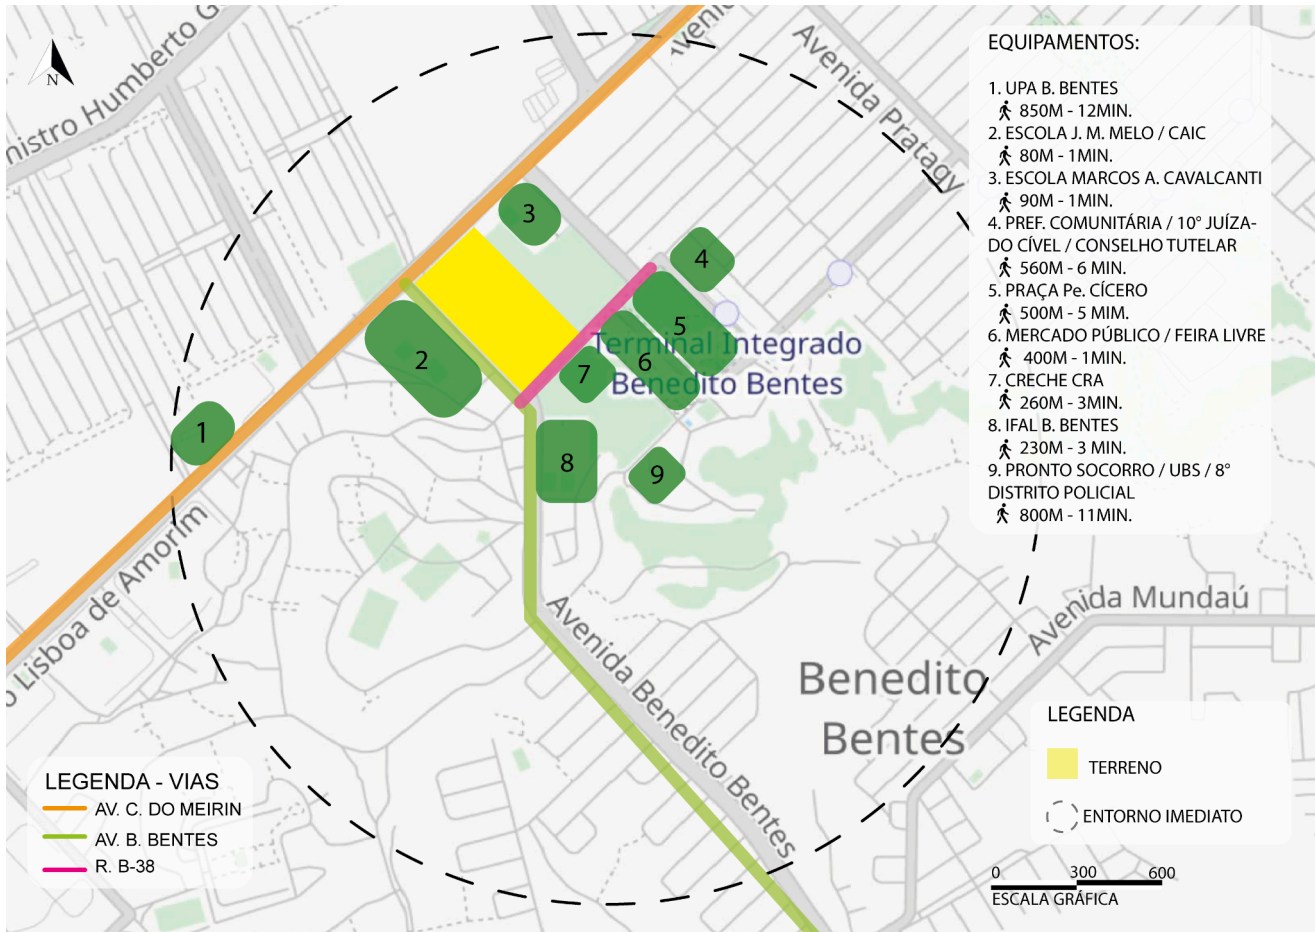 N
nistro Humberto G
Avenic
Avenida Pratagy
EQUIPAMENTOS:
1. UPA B. BENTES
850M - 12MIN.
2. ESCOLA J. M. MELO / CAIC
80M - 1MIN.
3. ESCOLA MARCOS A. CAVALCANTI
90M - 1MIN.
4. PREF. COMUNITÁRIA / 10° JUÍZA-
DO CÍVEL / CONSELHO TUTELAR
560M - 6 MIN.
5. PRAÇA Pe. CÍCERO
500M - 5 MIM.
6. MERCADO PÚBLICO / FEIRA LIVRE
400M - 1MIN.
7. CRECHE CRA
260M - 3MIN.
8. IFAL B. BENTES
230M - 3 MIN.
9. PRONTO SOCORRO / UBS / 8°
DISTRITO POLICIAL
800M - 11MIN.
3
4
5
2
6
7
Terminal Integrado
Benedito Bentes
1
8
9
o Lisboa de Amorim
Avenida Benedito Bentes
Avenida Mundaú
Benedito
Bentes
LEGENDA
TERRENO
ENTORNO IMEDIATO
0 300 600
ESCALA GRÁFICA
LEGENDA - VIAS
AV. C. DO MEIRIN
AV. B. BENTES
R. B-38